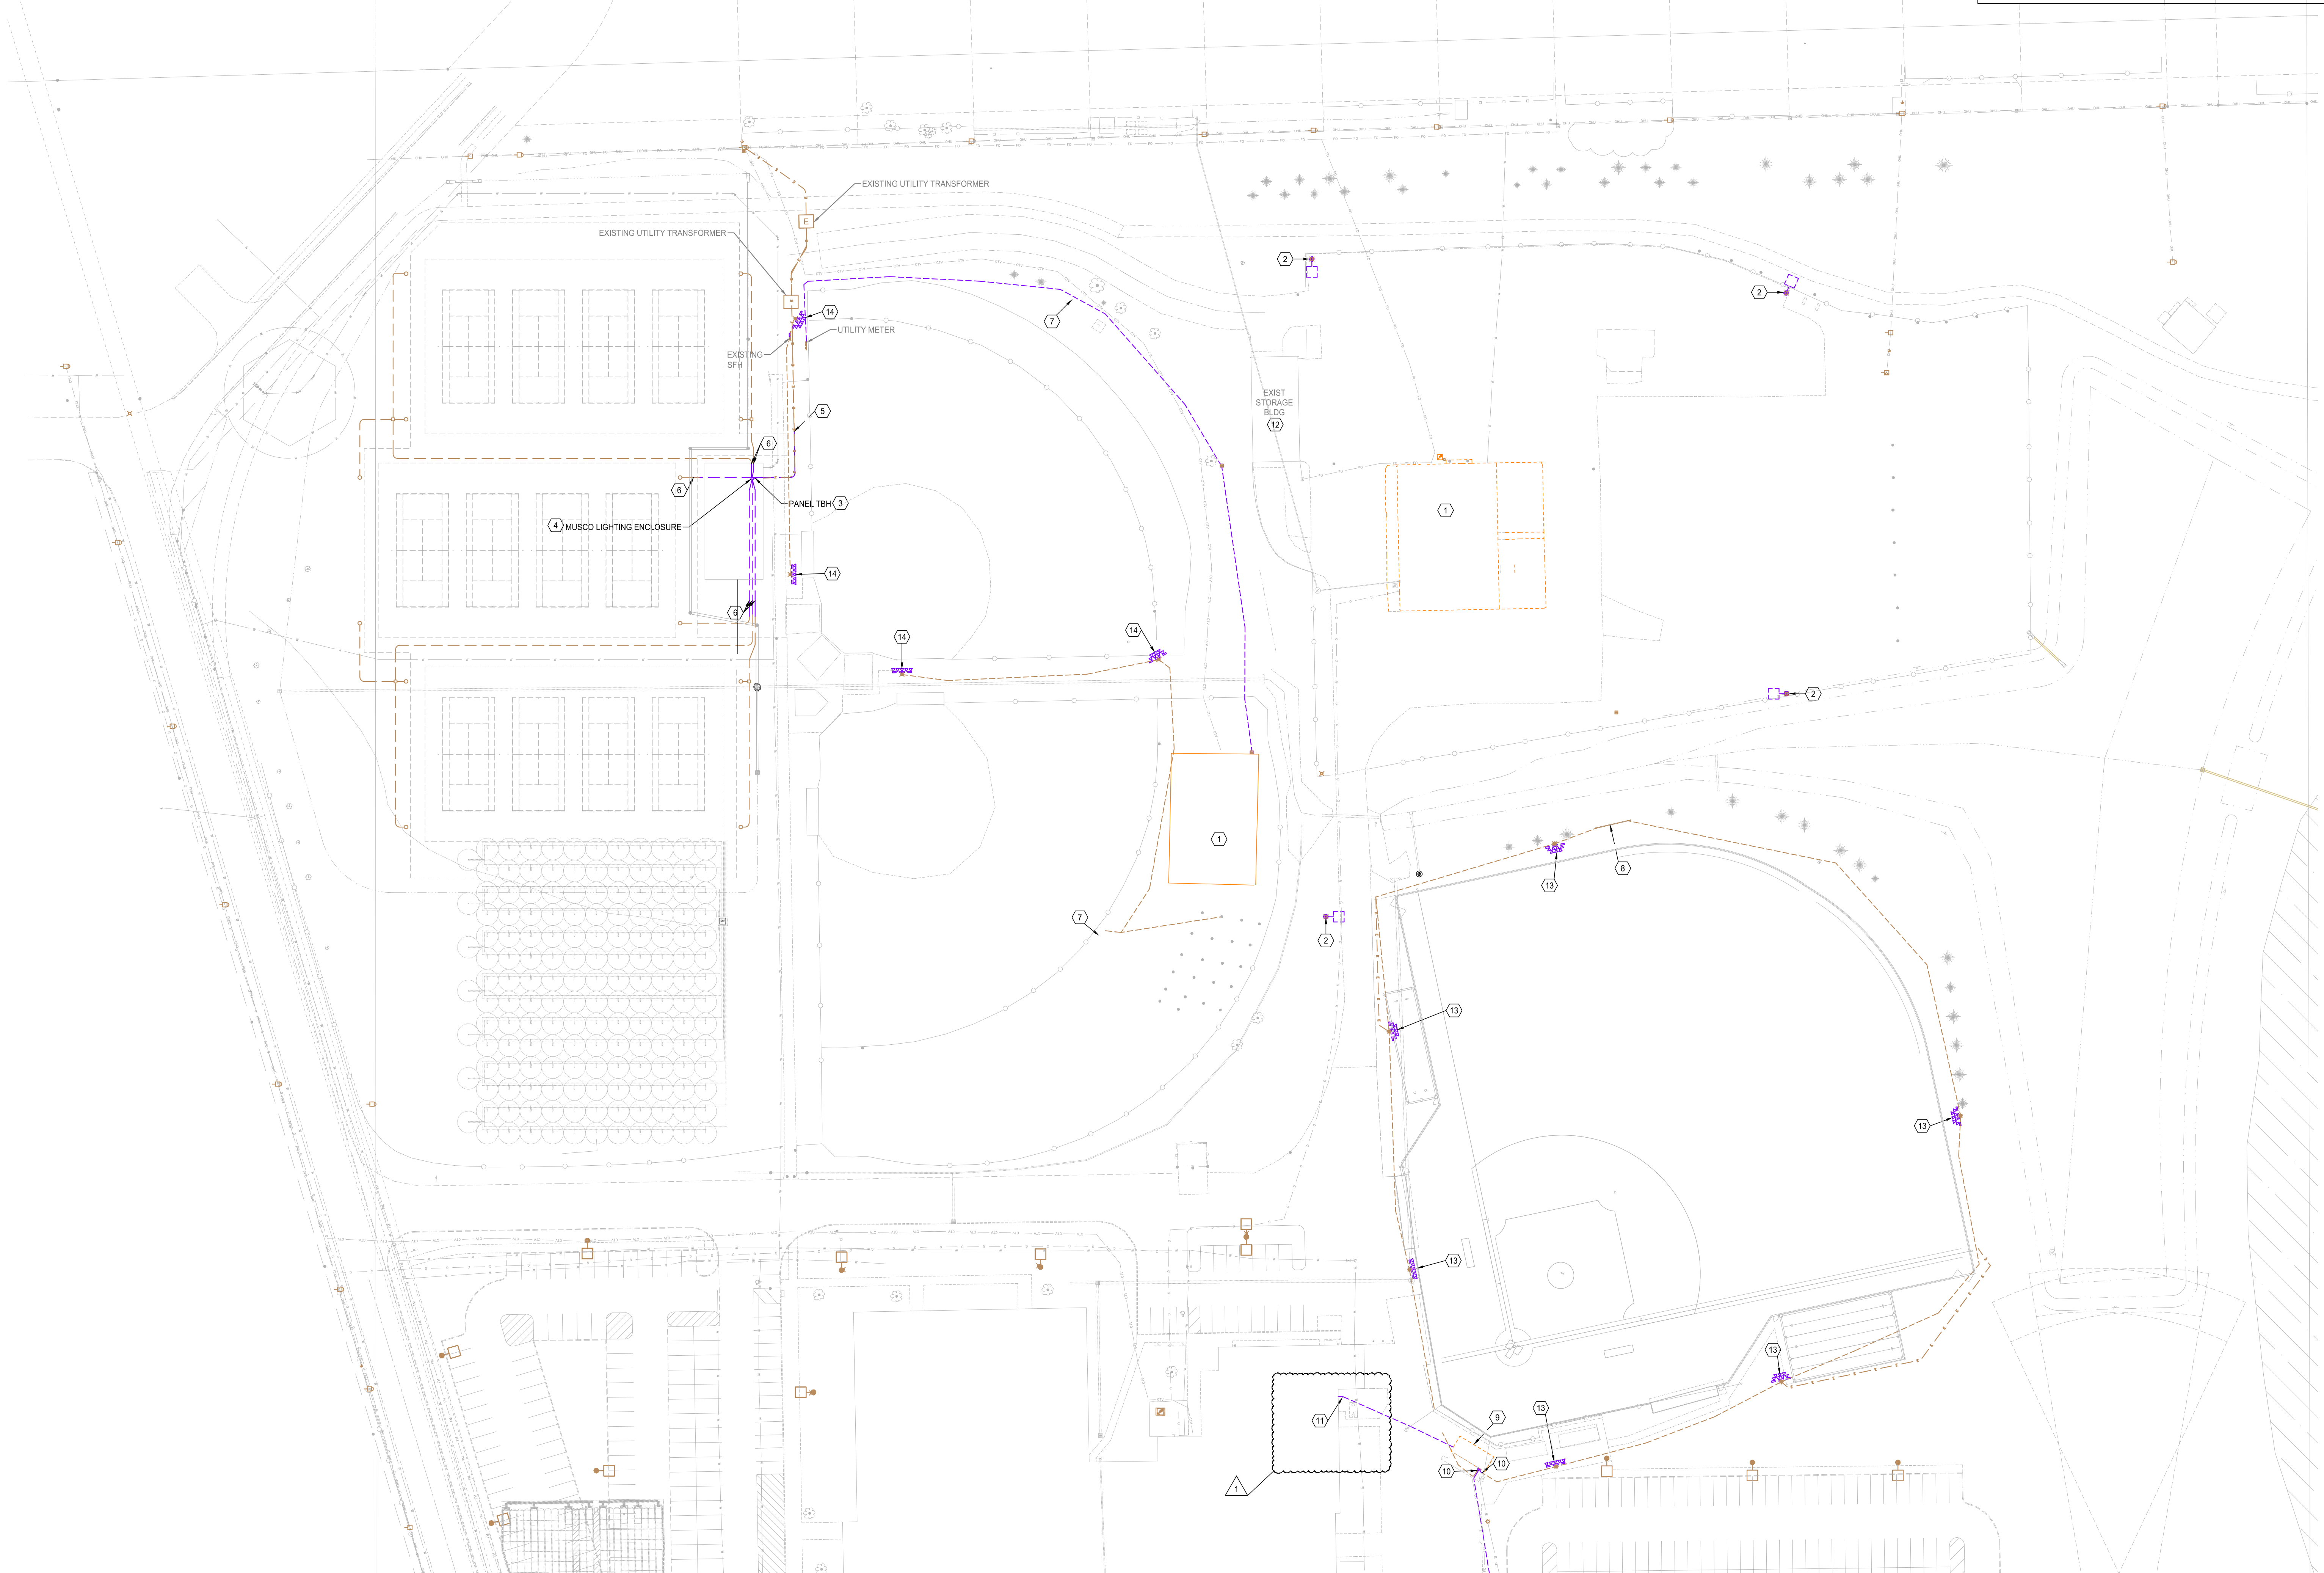 EXISTING UTILITY TRANSFORMER
E
EXISTING UTILITY TRANSFORMER
2
2
14
7
UTILITY METER
EXISTING
SFH
EXIST
STORAGE
BLDG
12
5
6
6
PANEL TBH 3
4 MUSCO LIGHTING ENCLOSURE
1
14
6
14
14
2
1
8
13
7
2
13
13
13
13
11
9
13
10
10
1